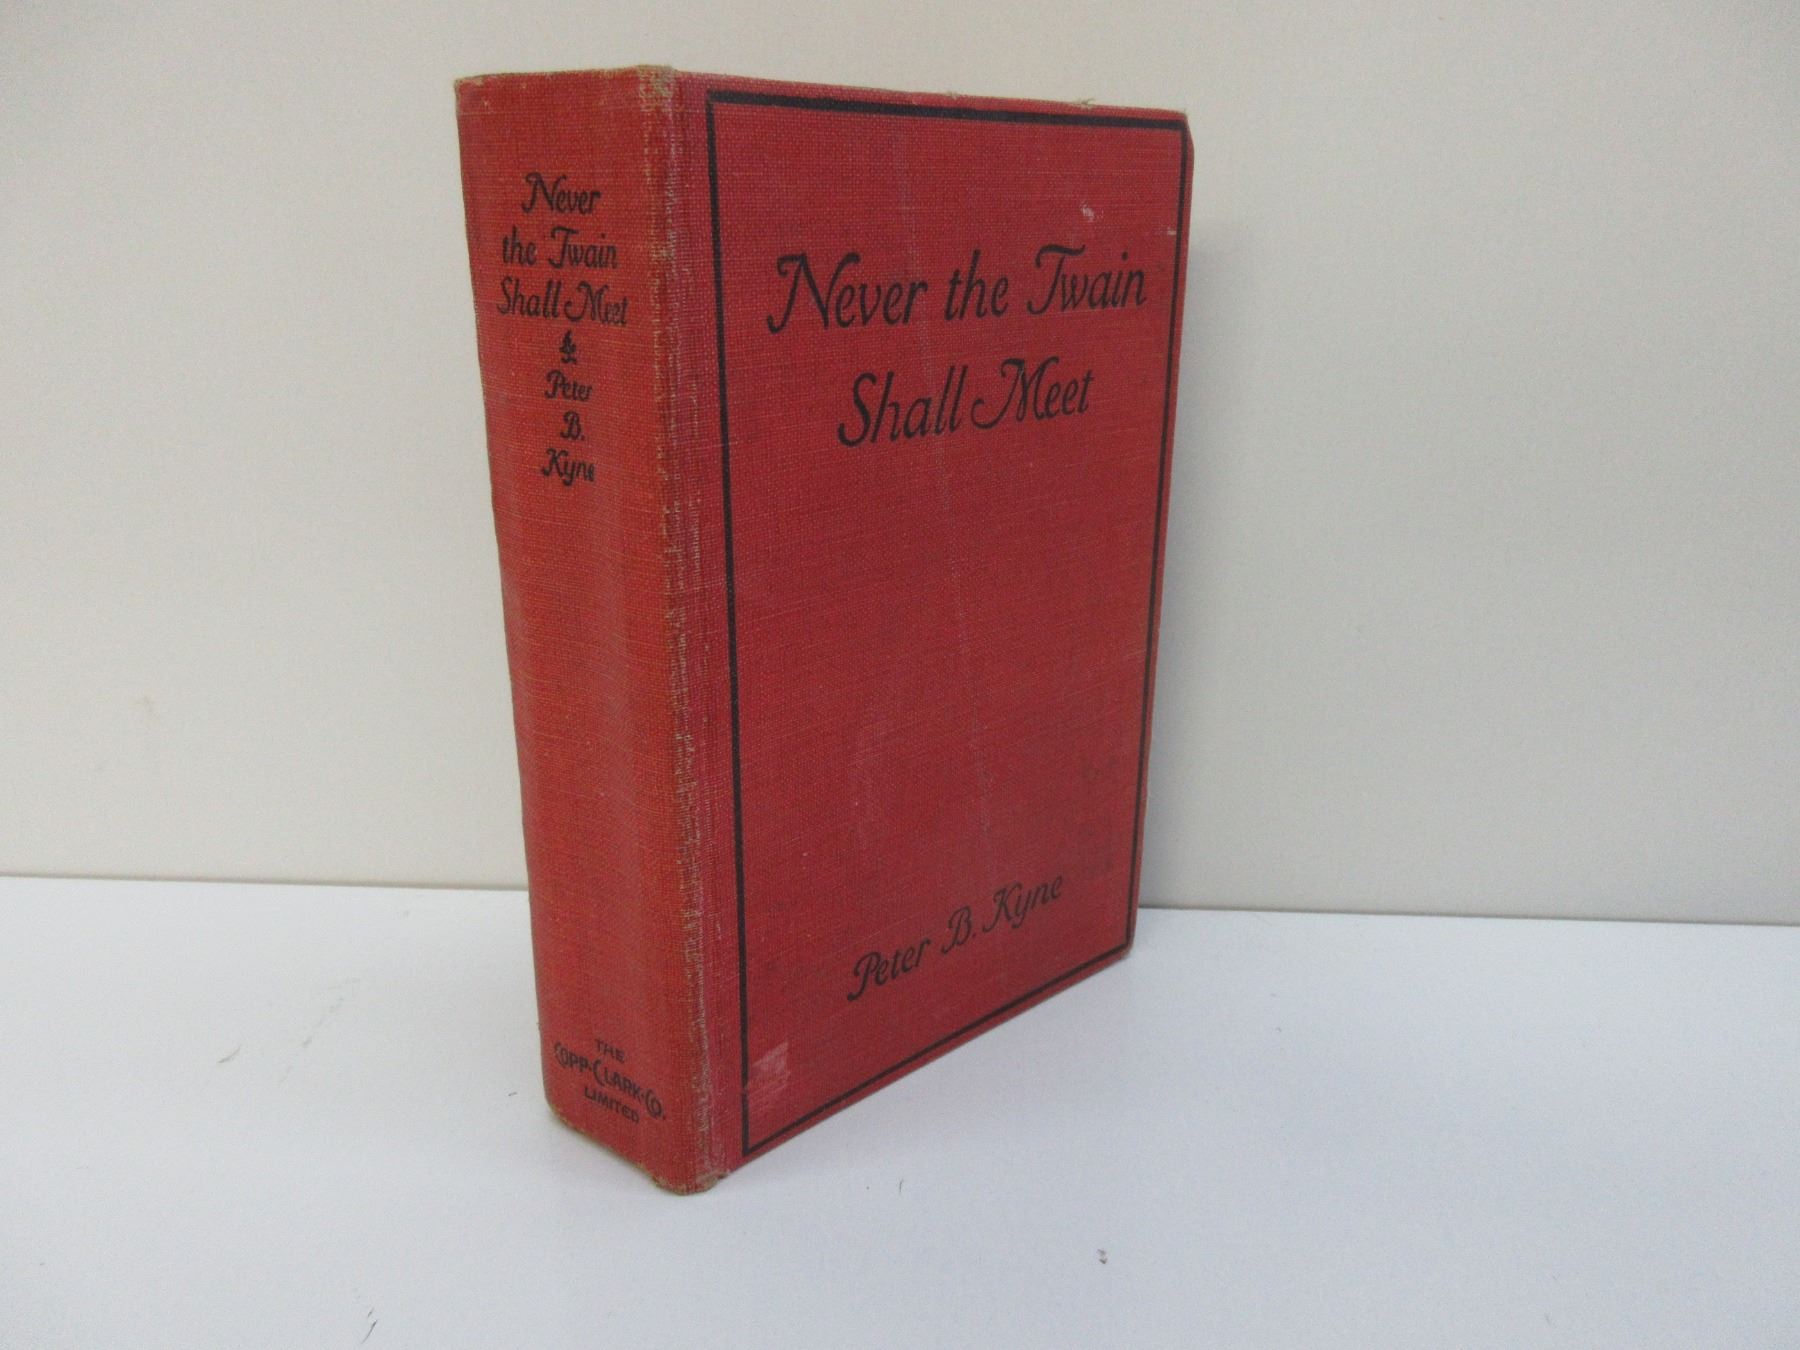 Never
the Twain
Shall Meet
Peter
B.
Kyne
THE
COPP·CLARK·CO.
LIMITED
Never the Twain
Shall Meet
Peter B. Kyne